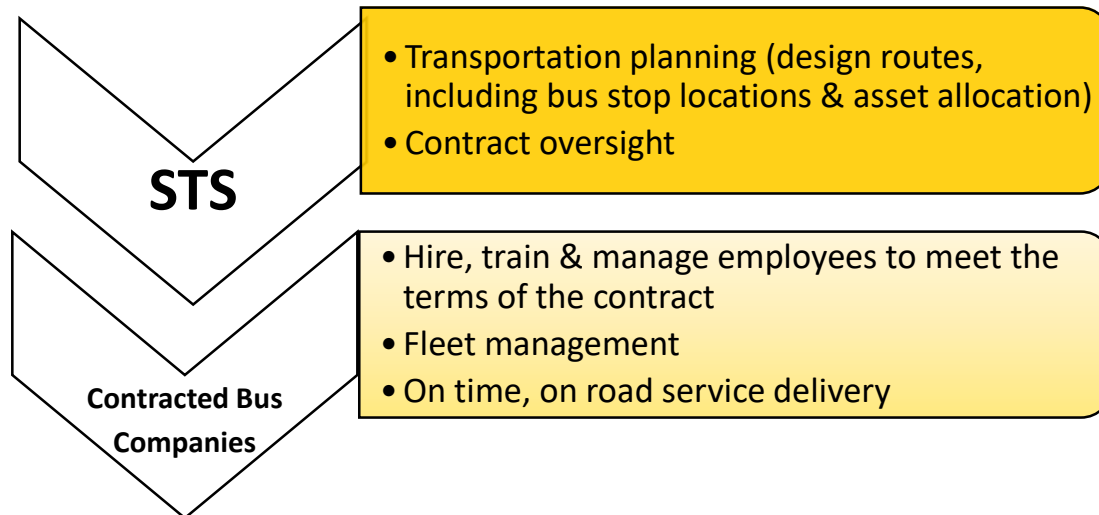 STS
• Transportation planning (design routes,
including bus stop locations & asset allocation)
• Contract oversight
Contracted Bus
Companies
• Hire, train & manage employees to meet the
terms of the contract
• Fleet management
• On time, on road service delivery